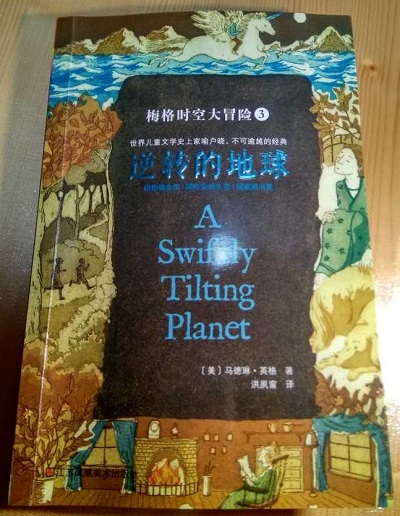 梅格时空大冒险 3
世界儿童文学史上家喻户晓、不可逾越的经典
逆转的地球
A
Swiftly
Tilting
Planet
[美] 马德琳·英格 著
洪夙甯 译